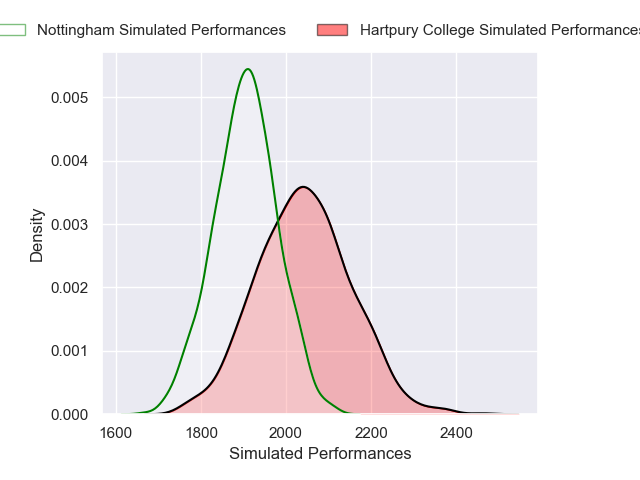 Nottingham Simulated Performances
Hartpury College Simulated Performances
0.005
0.004
0.003
0.002
0.001
0.000
Density
1600 1800 2000 2200 2400
Simulated Performances